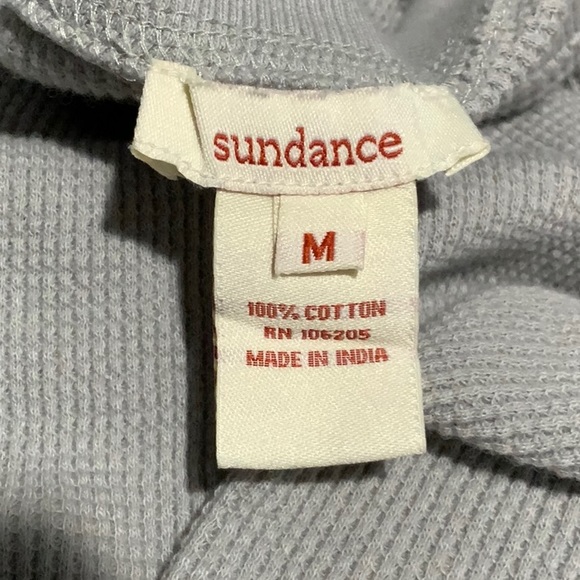 sundance
M
100% COTTON
RN 106205
MADE IN INDIA